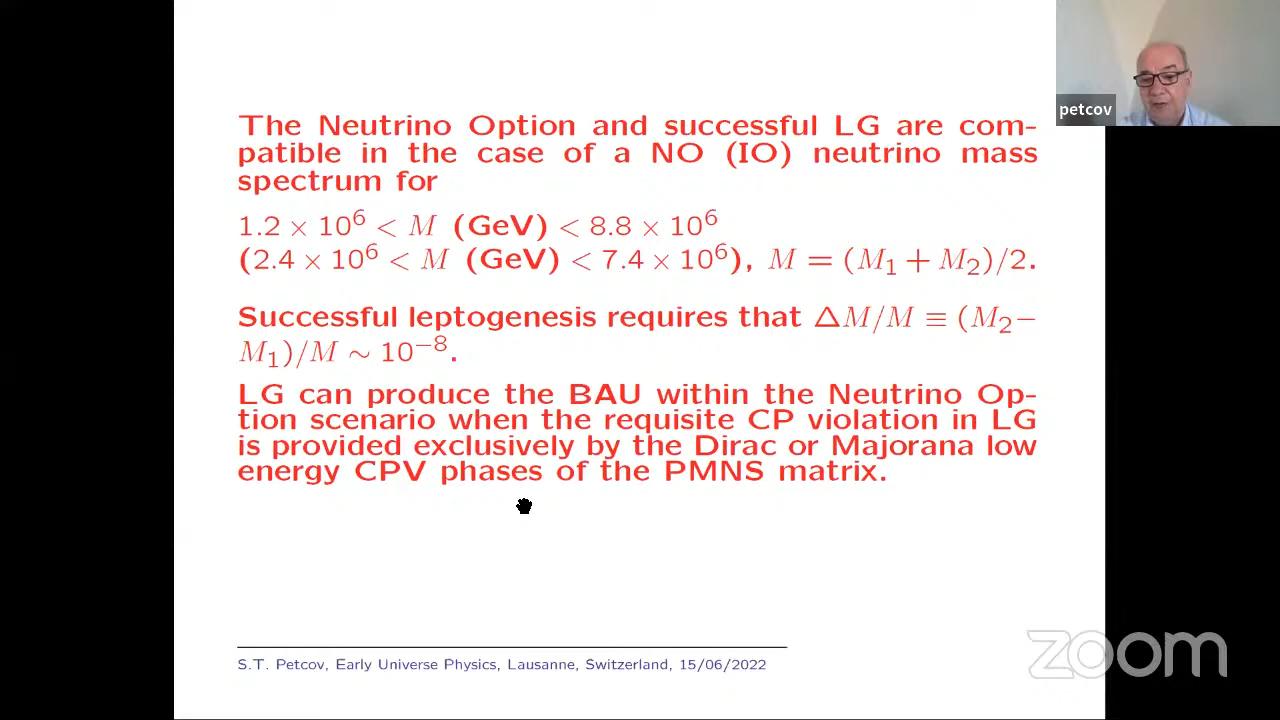 The Neutrino Option and successful LG are com-
patible in the case of a NO (IO) neutrino mass
spectrum for
1.2 × 10⁶ < M (GeV) < 8.8 × 10⁶
(2.4 × 10⁶ < M (GeV) < 7.4 × 10⁶), M = (M₁ + M₂)/2.
Successful leptogenesis requires that ΔM/M ≡ (M₂−
M₁)/M ∼ 10⁻⁸.
LG can produce the BAU within the Neutrino Op-
tion scenario when the requisite CP violation in LG
is provided exclusively by the Dirac or Majorana low
energy CPV phases of the PMNS matrix.
S.T. Petcov, Early Universe Physics, Lausanne, Switzerland, 15/06/2022
petcov
zoom